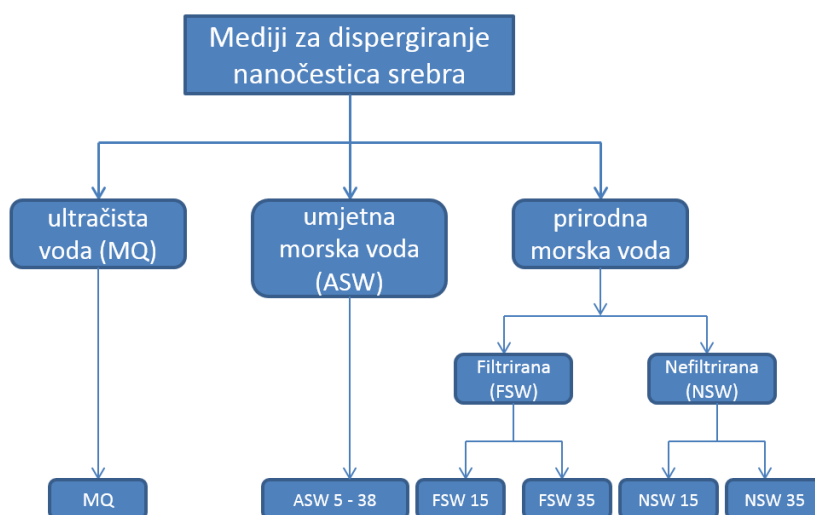 Mediji za dispergiranje
nanočestica srebra
ultračista
voda (MQ)
umjetna
morska voda
(ASW)
prirodna
morska voda
Filtrirana
(FSW)
Nefiltrirana
(NSW)
MQ
ASW 5 - 38
FSW 15
FSW 35
NSW 15
NSW 35